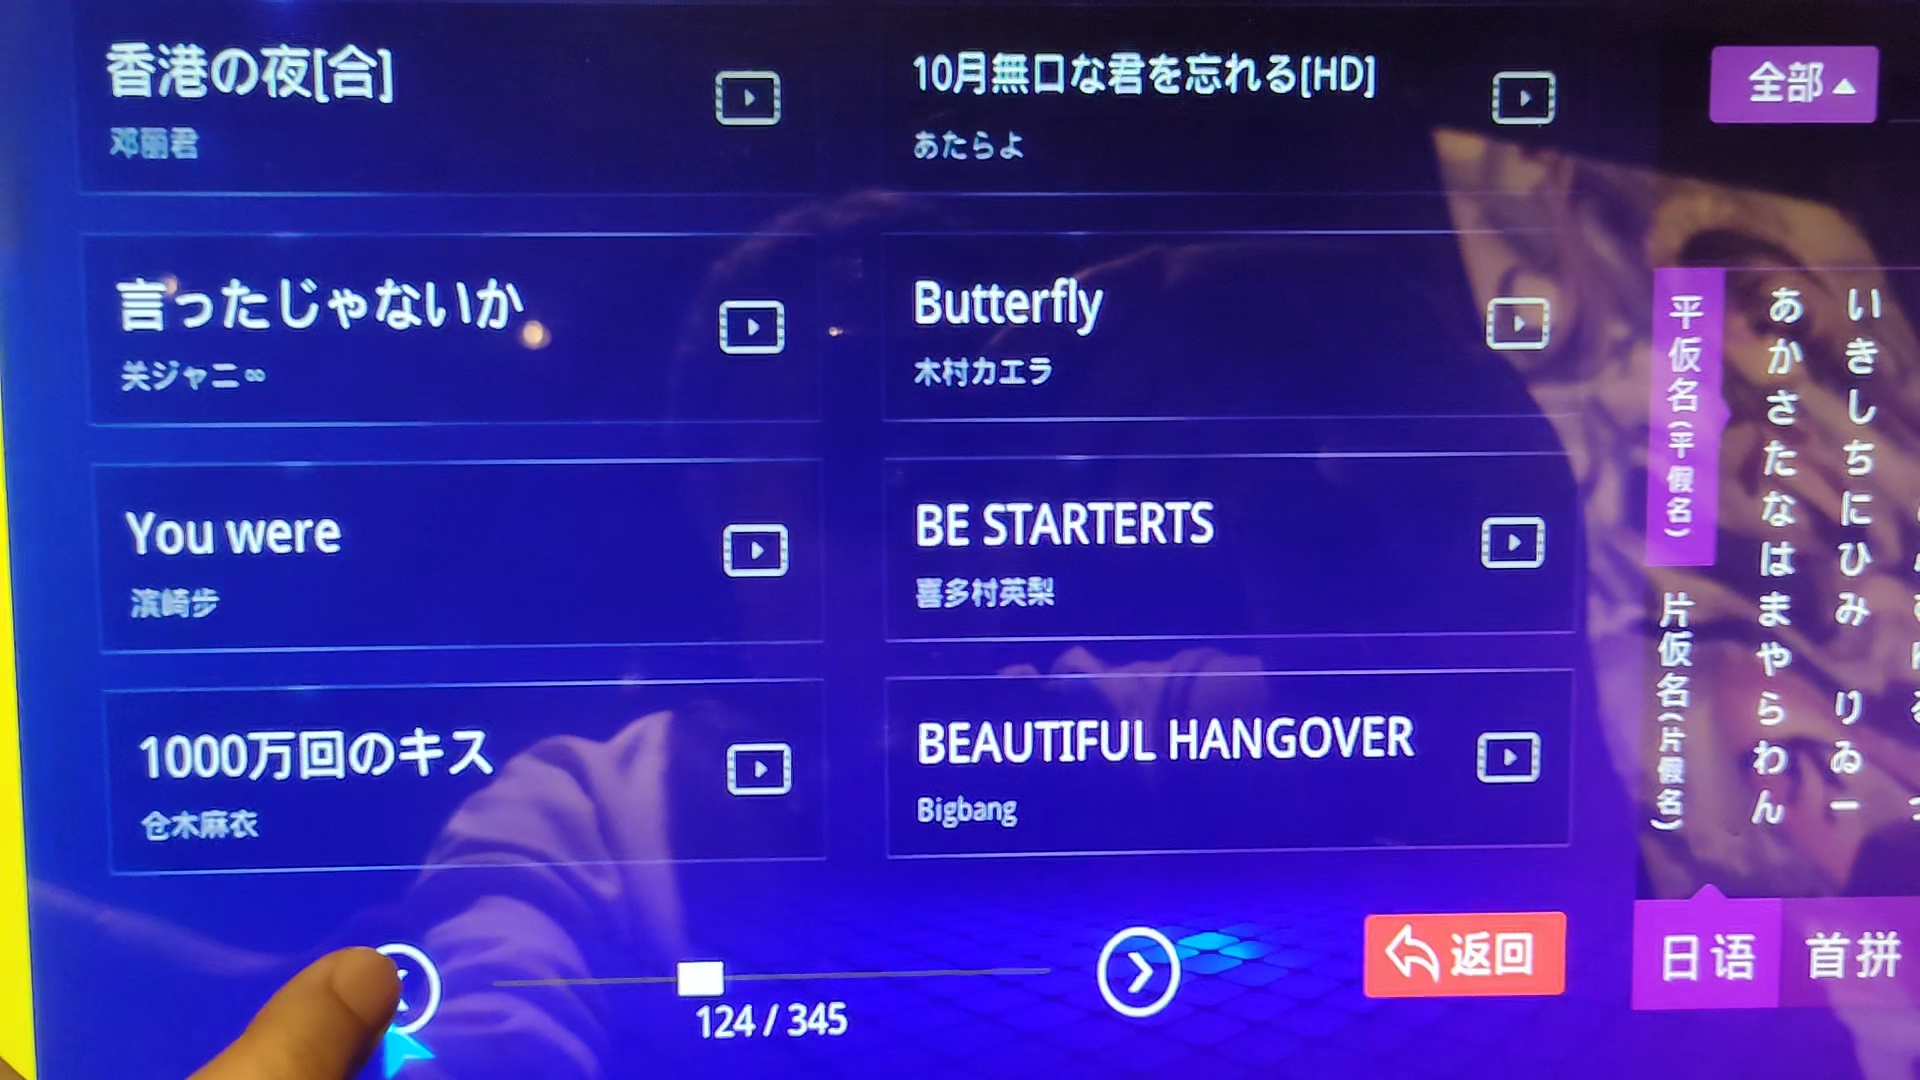 香港の夜[合]
邓丽君
10月無口な君を忘れる[HD]
あたらよ
言ったじゃないか
关ジャニ∞
Butterfly
木村カエラ
You were
滨崎步
BE STARTERTS
喜多村英梨
1000万回のキス
仓木麻衣
BEAUTIFUL HANGOVER
Bigbang
124 / 345
返回
全部
平仮名(平假名)
片仮名(片假名)
あかさたなはまやらわん
いきしちにひみ りゐー
日语
首拼